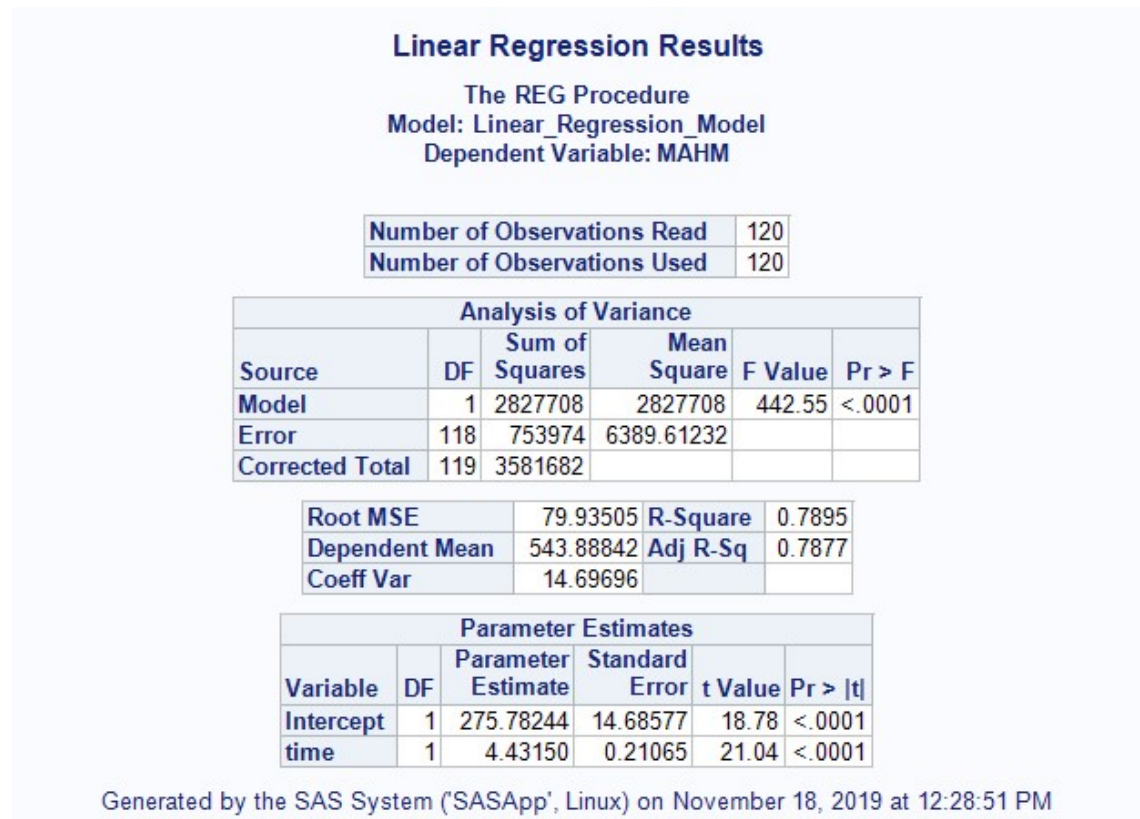 Linear Regression Results
The REG Procedure
Model: Linear_Regression_Model
Dependent Variable: MAHM
Number of Observations Read 120
Number of Observations Used 120
Analysis of Variance
Source DF Sum of Squares Mean Square F Value Pr > F
Model 1 2827708 2827708 442.55 <.0001
Error 118 753974 6389.61232
Corrected Total 119 3581682
Root MSE 79.93505 R-Square 0.7895
Dependent Mean 543.88842 Adj R-Sq 0.7877
Coeff Var 14.69696
Parameter Estimates
Variable DF Parameter Estimate Standard Error t Value Pr > |t|
Intercept 1 275.78244 14.68577 18.78 <.0001
time 1 4.43150 0.21065 21.04 <.0001
Generated by the SAS System ('SASApp', Linux) on November 18, 2019 at 12:28:51 PM